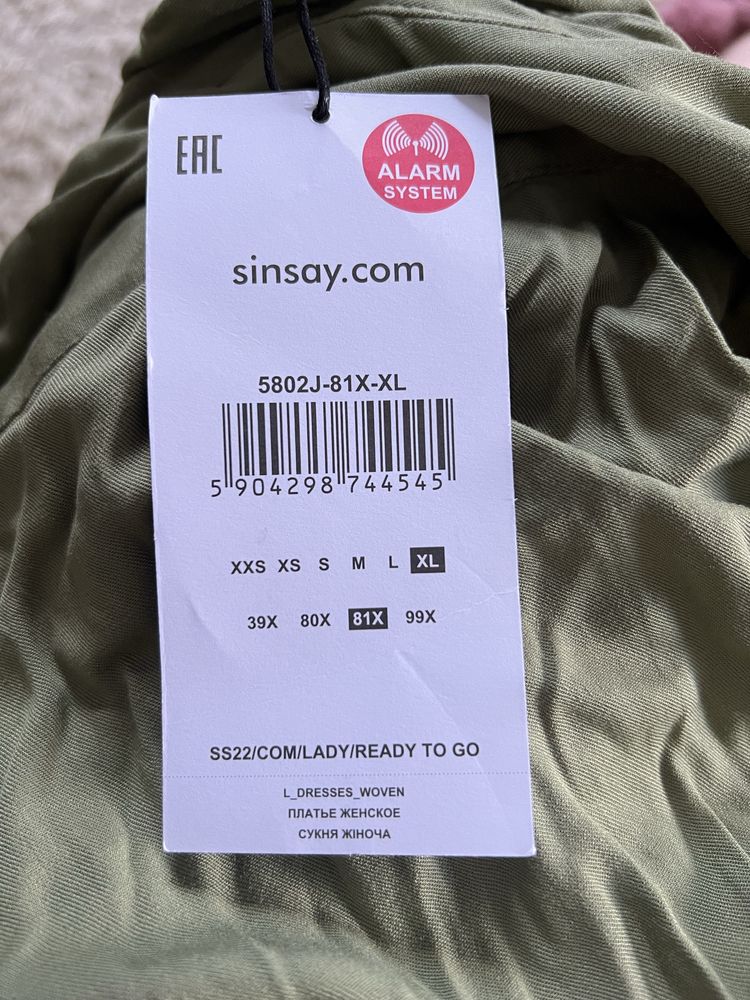 EAC
ALARM
SYSTEM
sinsay.com
5802J-81X-XL
5 904298 744545
XXS XS S M L XL
39X 80X 81X 99X
SS22/COM/LADY/READY TO GO
L_DRESSES_WOVEN
ПЛАТЬЕ ЖЕНСКОЕ
СУКНЯ ЖІНОЧА